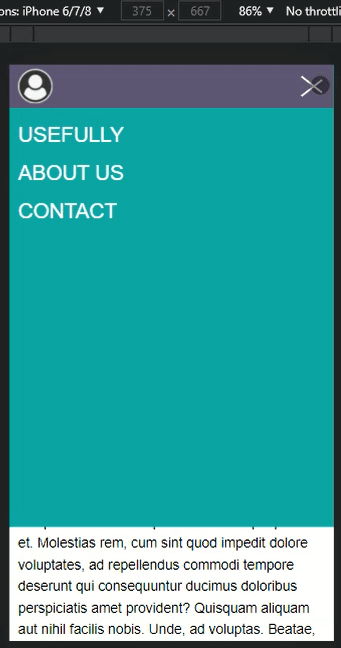 ons: iPhone 6/7/8 ▼ 375 × 667 86% ▼ No throttli
USEFULLY
ABOUT US
CONTACT
et. Molestias rem, cum sint quod impedit dolore
voluptates, ad repellendus commodi tempore
deserunt qui consequuntur ducimus doloribus
perspiciatis amet provident? Quisquam aliquam
aut nihil facilis nobis. Unde, ad voluptas. Beatae,